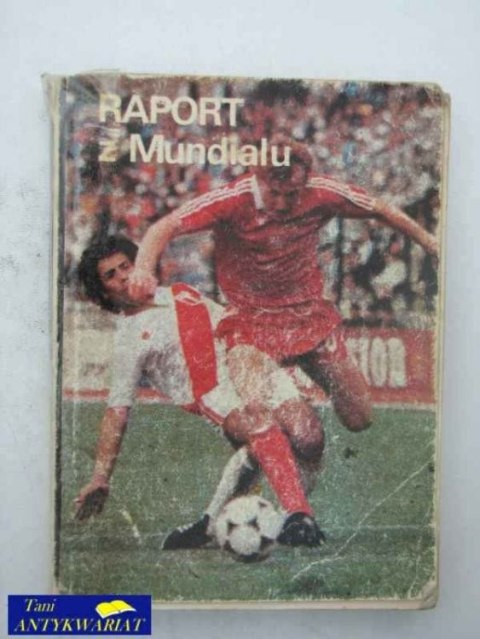 RAPORT
z Mundialu
Tani
ANTYKWARIAT